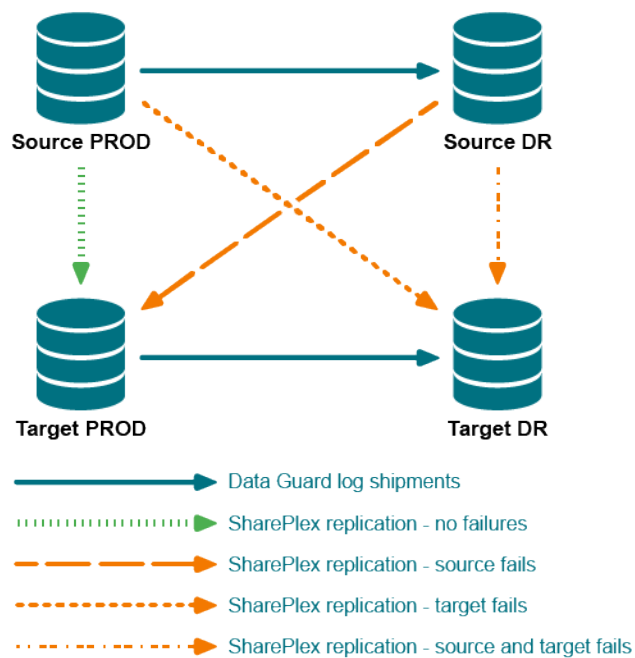 Source PROD
Source DR
Target PROD
Target DR
Data Guard log shipments
SharePlex replication - no failures
SharePlex replication - source fails
SharePlex replication - target fails
SharePlex replication - source and target fails